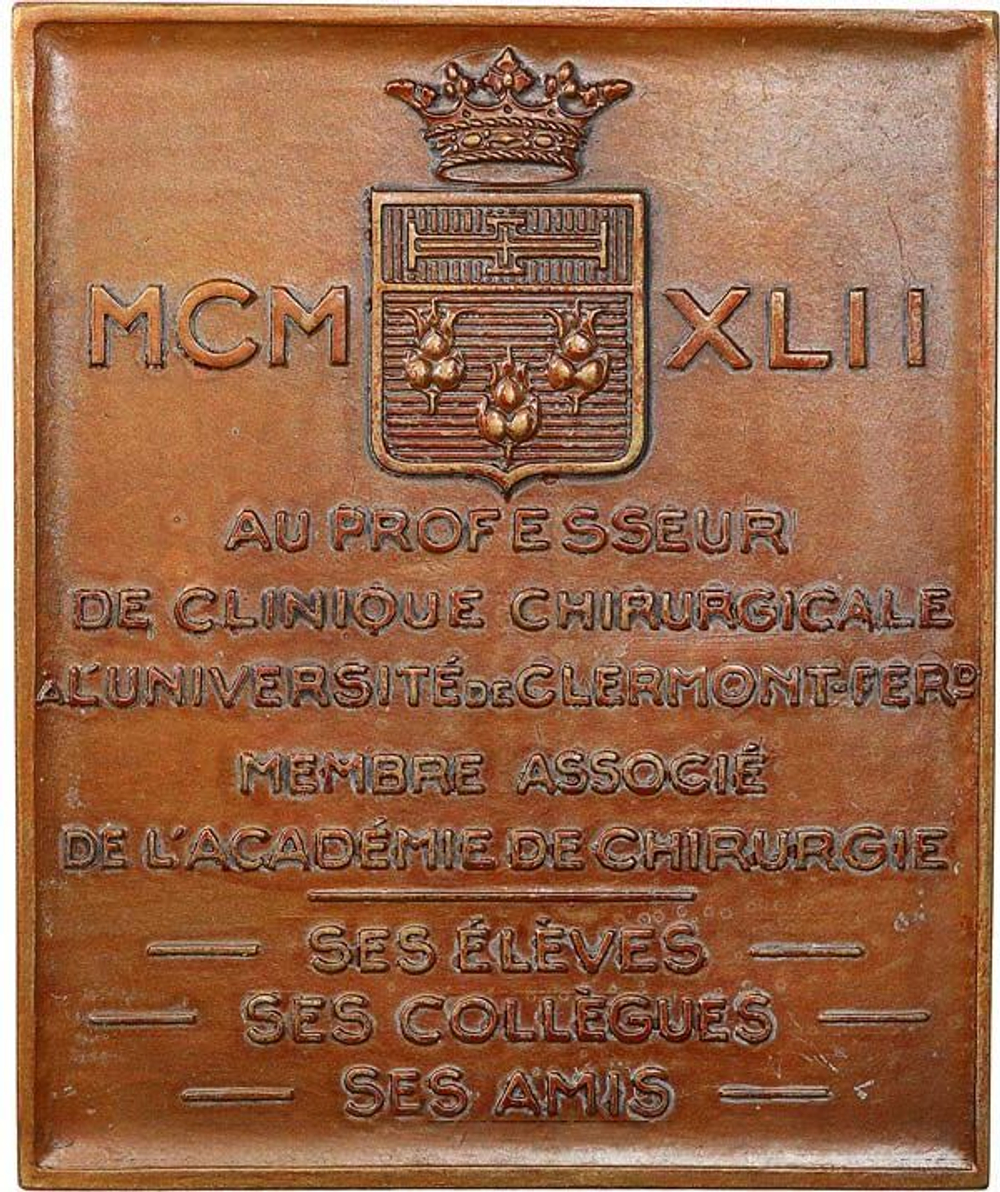 MCM XLII
AU PROFESSEUR
DE CLINIQUE CHIRURGICALE
A L'UNIVERSITÉ DE CLERMONT-FERD
MEMBRE ASSOCIÉ
DE L'ACADÉMIE DE CHIRURGIE
SES ÉLÈVES
SES COLLÈGUES
SES AMIS